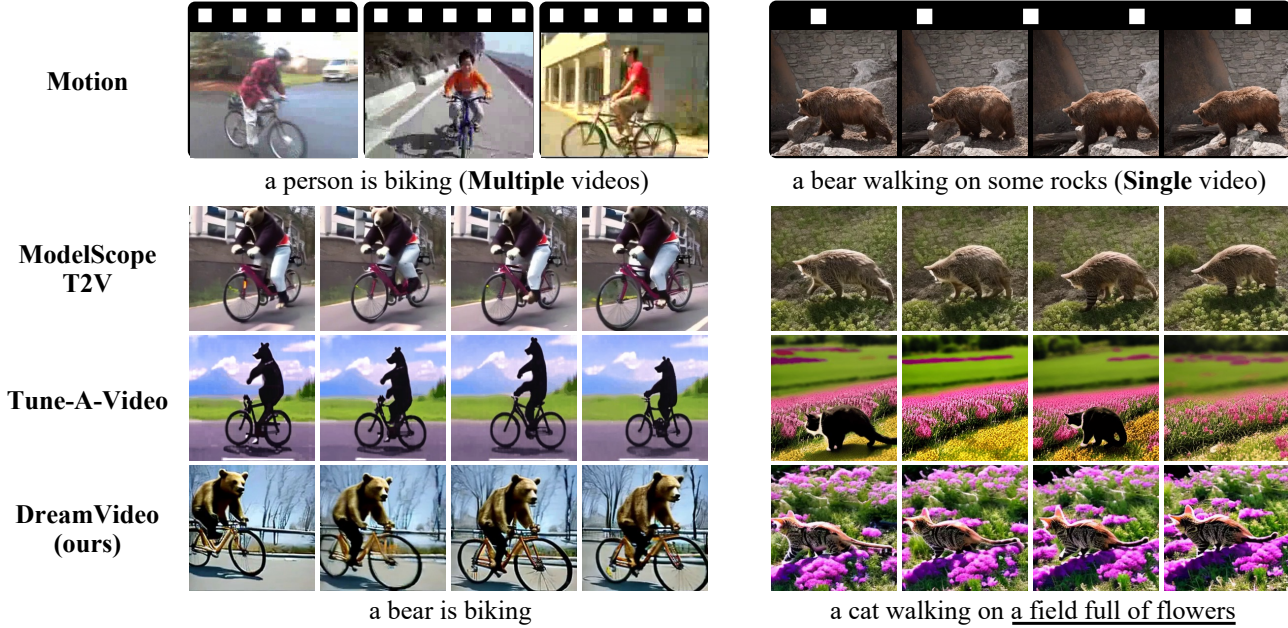 Motion
a person is biking (Multiple videos)
a bear walking on some rocks (Single video)
ModelScope
T2V
Tune-A-Video
DreamVideo
(ours)
a bear is biking
a cat walking on a field full of flowers